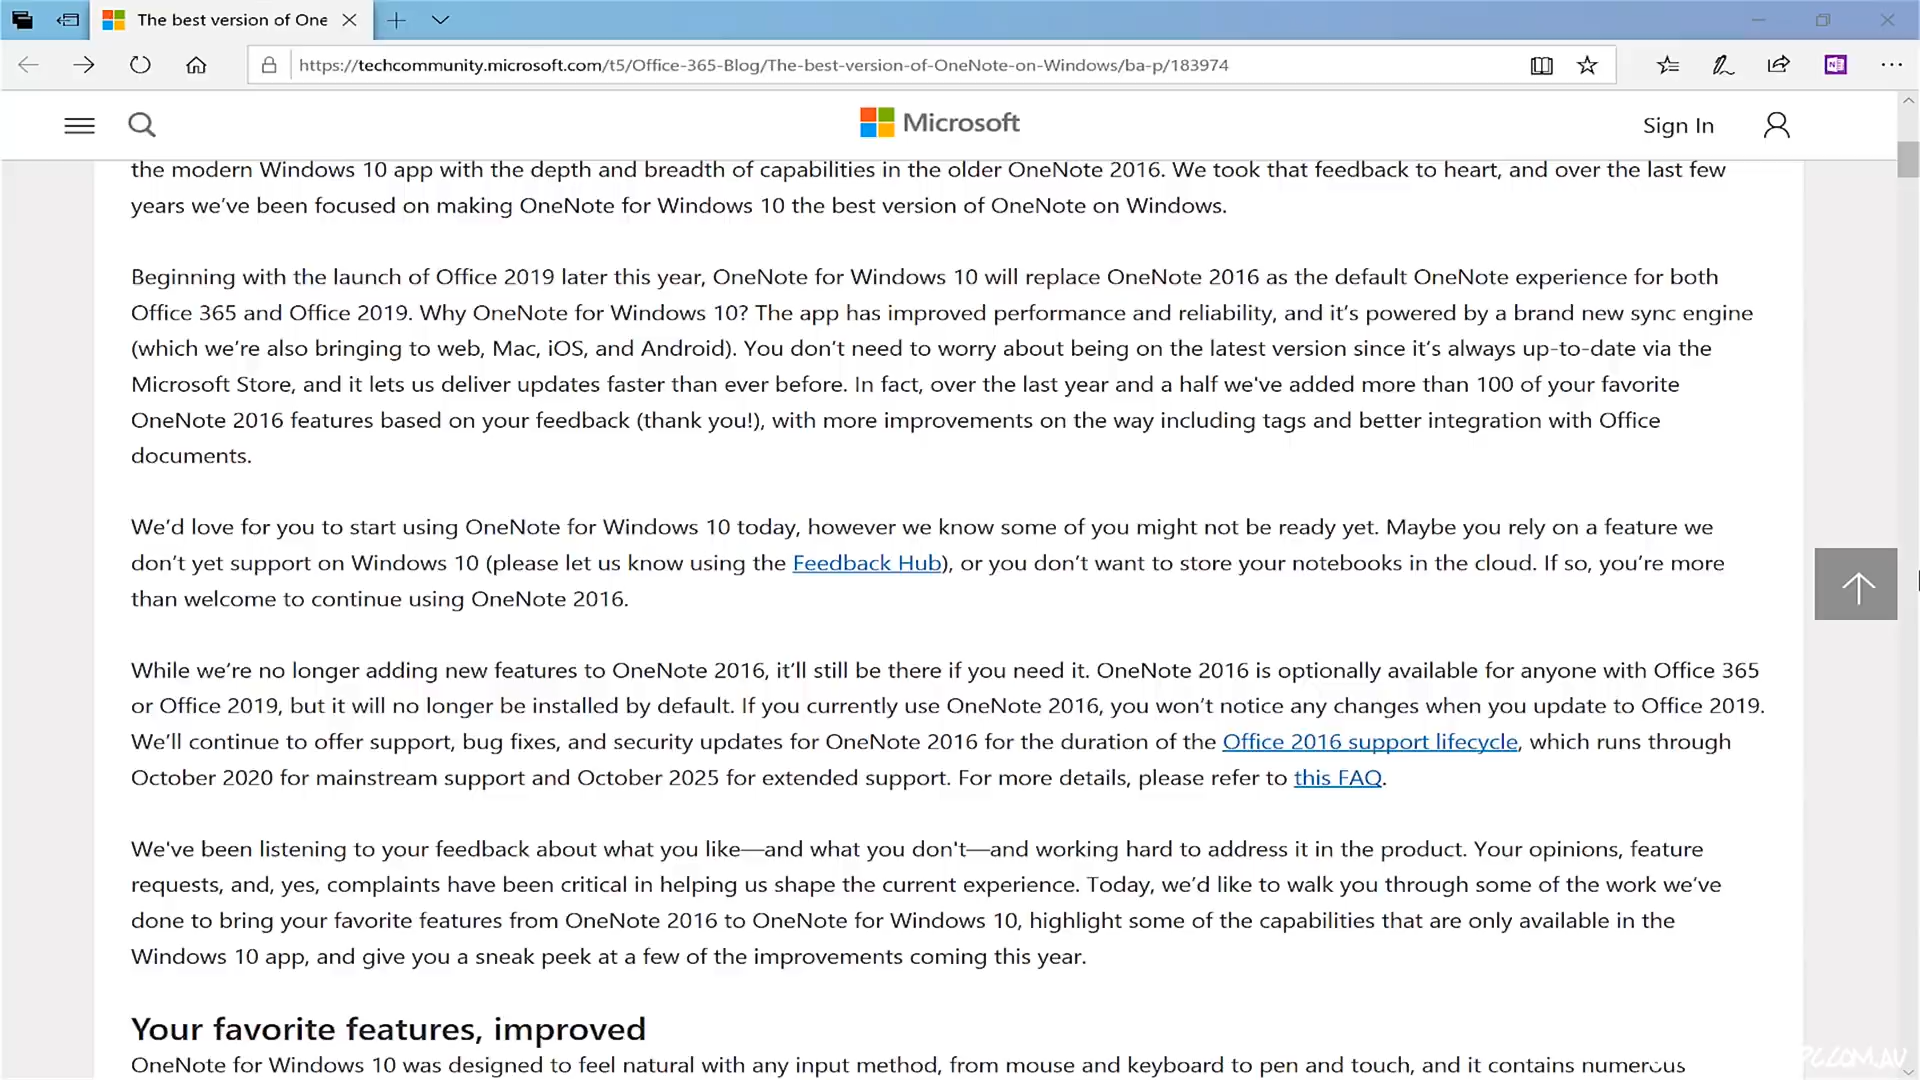 The best version of One
https://techcommunity.microsoft.com/t5/Office-365-Blog/The-best-version-of-OneNote-on-Windows/ba-p/183974
N
Microsoft
Sign In
the modern Windows 10 app with the depth and breadth of capabilities in the older OneNote 2016. We took that feedback to heart, and over the last few
years we’ve been focused on making OneNote for Windows 10 the best version of OneNote on Windows.
Beginning with the launch of Office 2019 later this year, OneNote for Windows 10 will replace OneNote 2016 as the default OneNote experience for both
Office 365 and Office 2019. Why OneNote for Windows 10? The app has improved performance and reliability, and it’s powered by a brand new sync engine
(which we’re also bringing to web, Mac, iOS, and Android). You don’t need to worry about being on the latest version since it’s always up-to-date via the
Microsoft Store, and it lets us deliver updates faster than ever before. In fact, over the last year and a half we've added more than 100 of your favorite
OneNote 2016 features based on your feedback (thank you!), with more improvements on the way including tags and better integration with Office
documents.
We’d love for you to start using OneNote for Windows 10 today, however we know some of you might not be ready yet. Maybe you rely on a feature we
don’t yet support on Windows 10 (please let us know using the Feedback Hub), or you don’t want to store your notebooks in the cloud. If so, you’re more
than welcome to continue using OneNote 2016.
While we’re no longer adding new features to OneNote 2016, it’ll still be there if you need it. OneNote 2016 is optionally available for anyone with Office 365
or Office 2019, but it will no longer be installed by default. If you currently use OneNote 2016, you won’t notice any changes when you update to Office 2019.
We’ll continue to offer support, bug fixes, and security updates for OneNote 2016 for the duration of the Office 2016 support lifecycle, which runs through
October 2020 for mainstream support and October 2025 for extended support. For more details, please refer to this FAQ.
We've been listening to your feedback about what you like—and what you don't—and working hard to address it in the product. Your opinions, feature
requests, and, yes, complaints have been critical in helping us shape the current experience. Today, we’d like to walk you through some of the work we’ve
done to bring your favorite features from OneNote 2016 to OneNote for Windows 10, highlight some of the capabilities that are only available in the
Windows 10 app, and give you a sneak peek at a few of the improvements coming this year.
Your favorite features, improved
OneNote for Windows 10 was designed to feel natural with any input method, from mouse and keyboard to pen and touch, and it contains numerous
PC.COM.AU